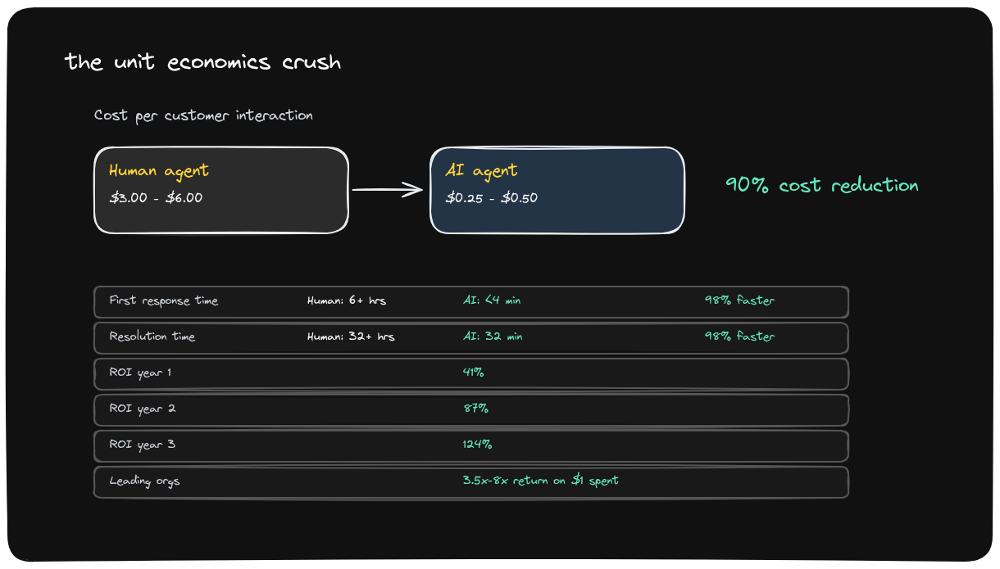 the unit economics crush
Cost per customer interaction
Human agent
$3.00 - $6.00
AI agent
$0.25 - $0.50
90% cost reduction
First response time Human: 6+ hrs AI: <4 min 98% faster
Resolution time Human: 32+ hrs AI: 32 min 98% faster
ROI year 1 41%
ROI year 2 87%
ROI year 3 124%
Leading orgs 3.5x-8x return on $1 spent